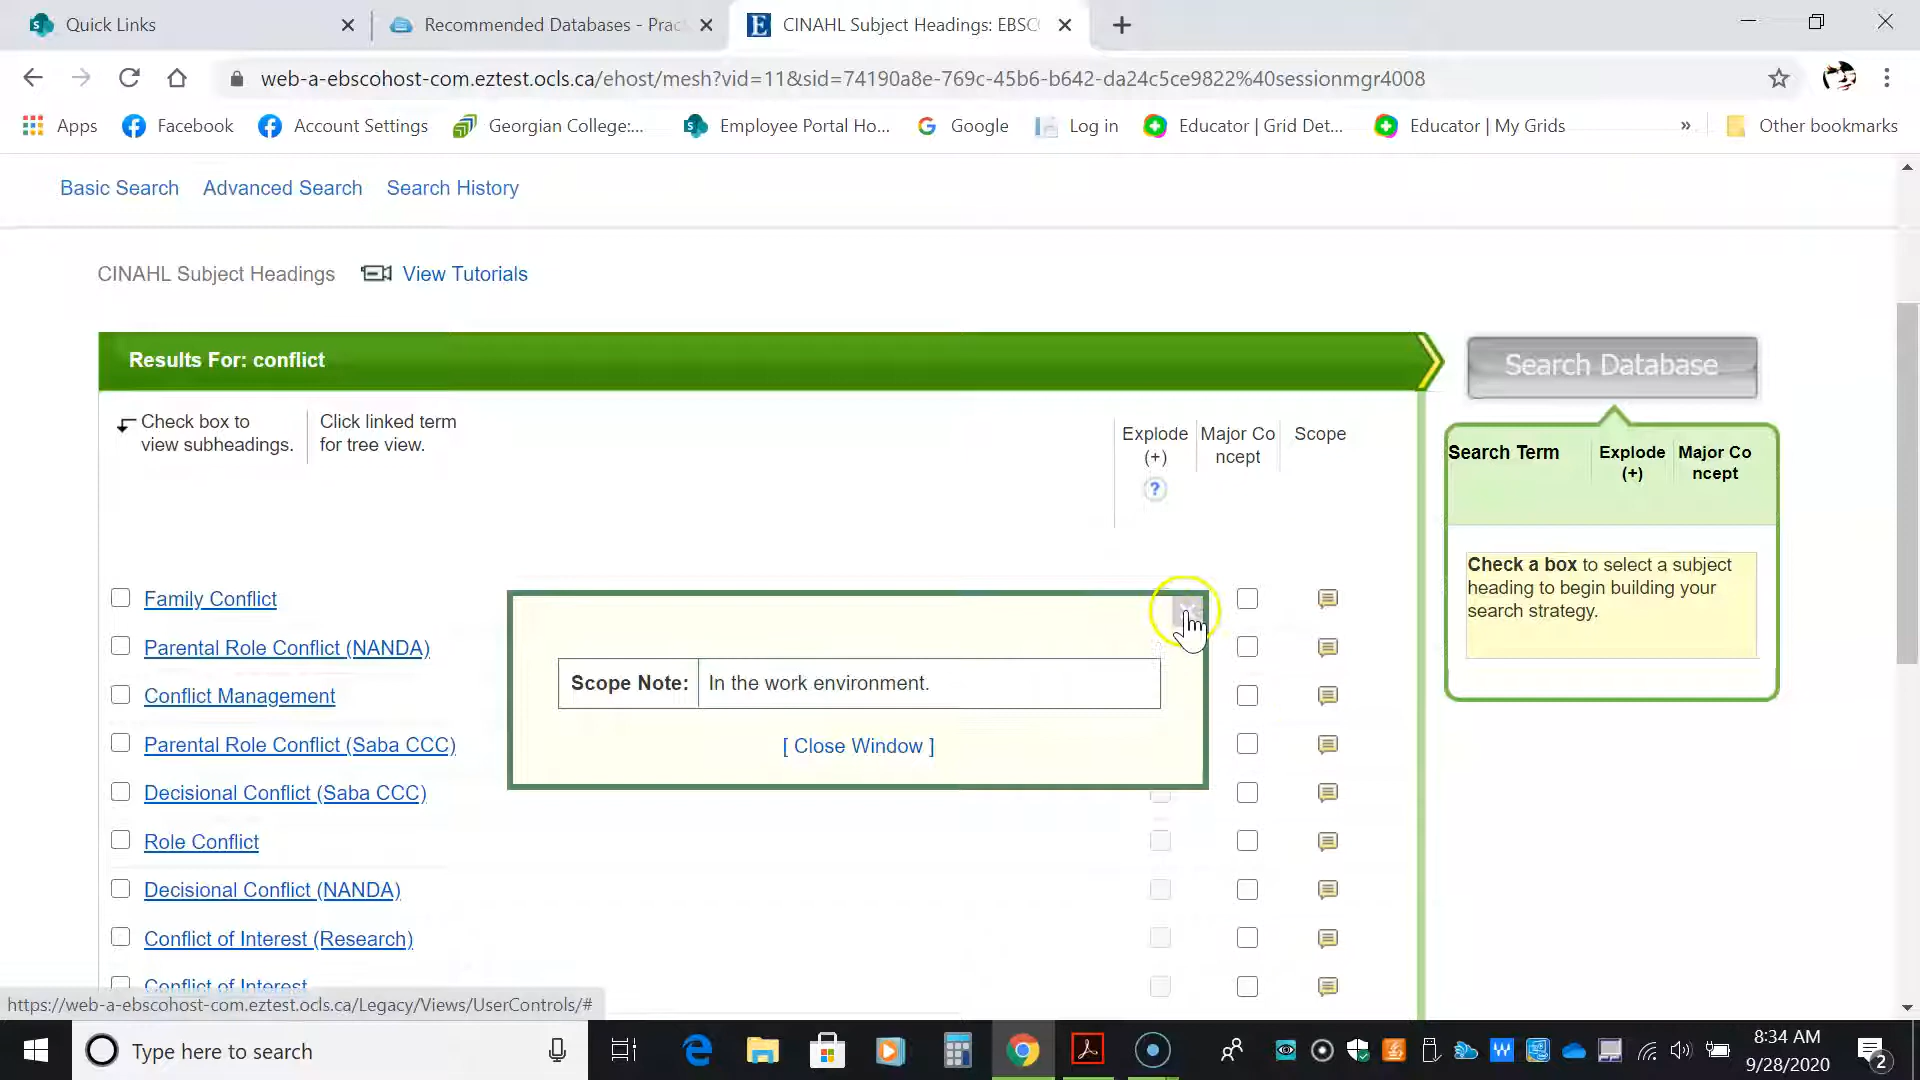 Quick Links
Recommended Databases - Prac
CINAHL Subject Headings: EBSC
web-a-ebscohost-com.eztest.ocls.ca/ehost/mesh?vid=11&sid=74190a8e-769c-45b6-b642-da24c5ce9822%40sessionmgr4008
Apps Facebook Account Settings Georgian College:... Employee Portal Ho... Google Log in Educator | Grid Det... Educator | My Grids » Other bookmarks
Basic Search Advanced Search Search History
CINAHL Subject Headings View Tutorials
Results For: conflict
Search Database
Check box to
view subheadings.
Click linked term
for tree view.
Explode
(+)
?
Major Co
ncept
Scope
Search Term
Explode
(+)
Major Co
ncept
Check a box to select a subject
heading to begin building your
search strategy.
Family Conflict
Parental Role Conflict (NANDA)
Conflict Management
Parental Role Conflict (Saba CCC)
Decisional Conflict (Saba CCC)
Role Conflict
Decisional Conflict (NANDA)
Conflict of Interest (Research)
Conflict of Interest
Scope Note: In the work environment.
[ Close Window ]
https://web-a-ebscohost-com.eztest.ocls.ca/Legacy/Views/UserControls/#
Type here to search
8:34 AM
9/28/2020
2